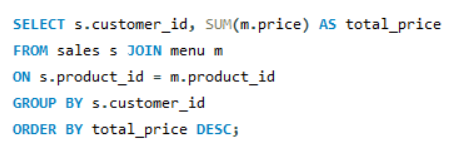 SELECT s.customer_id, SUM(m.price) AS total_price
FROM sales s JOIN menu m
ON s.product_id = m.product_id
GROUP BY s.customer_id
ORDER BY total_price DESC;